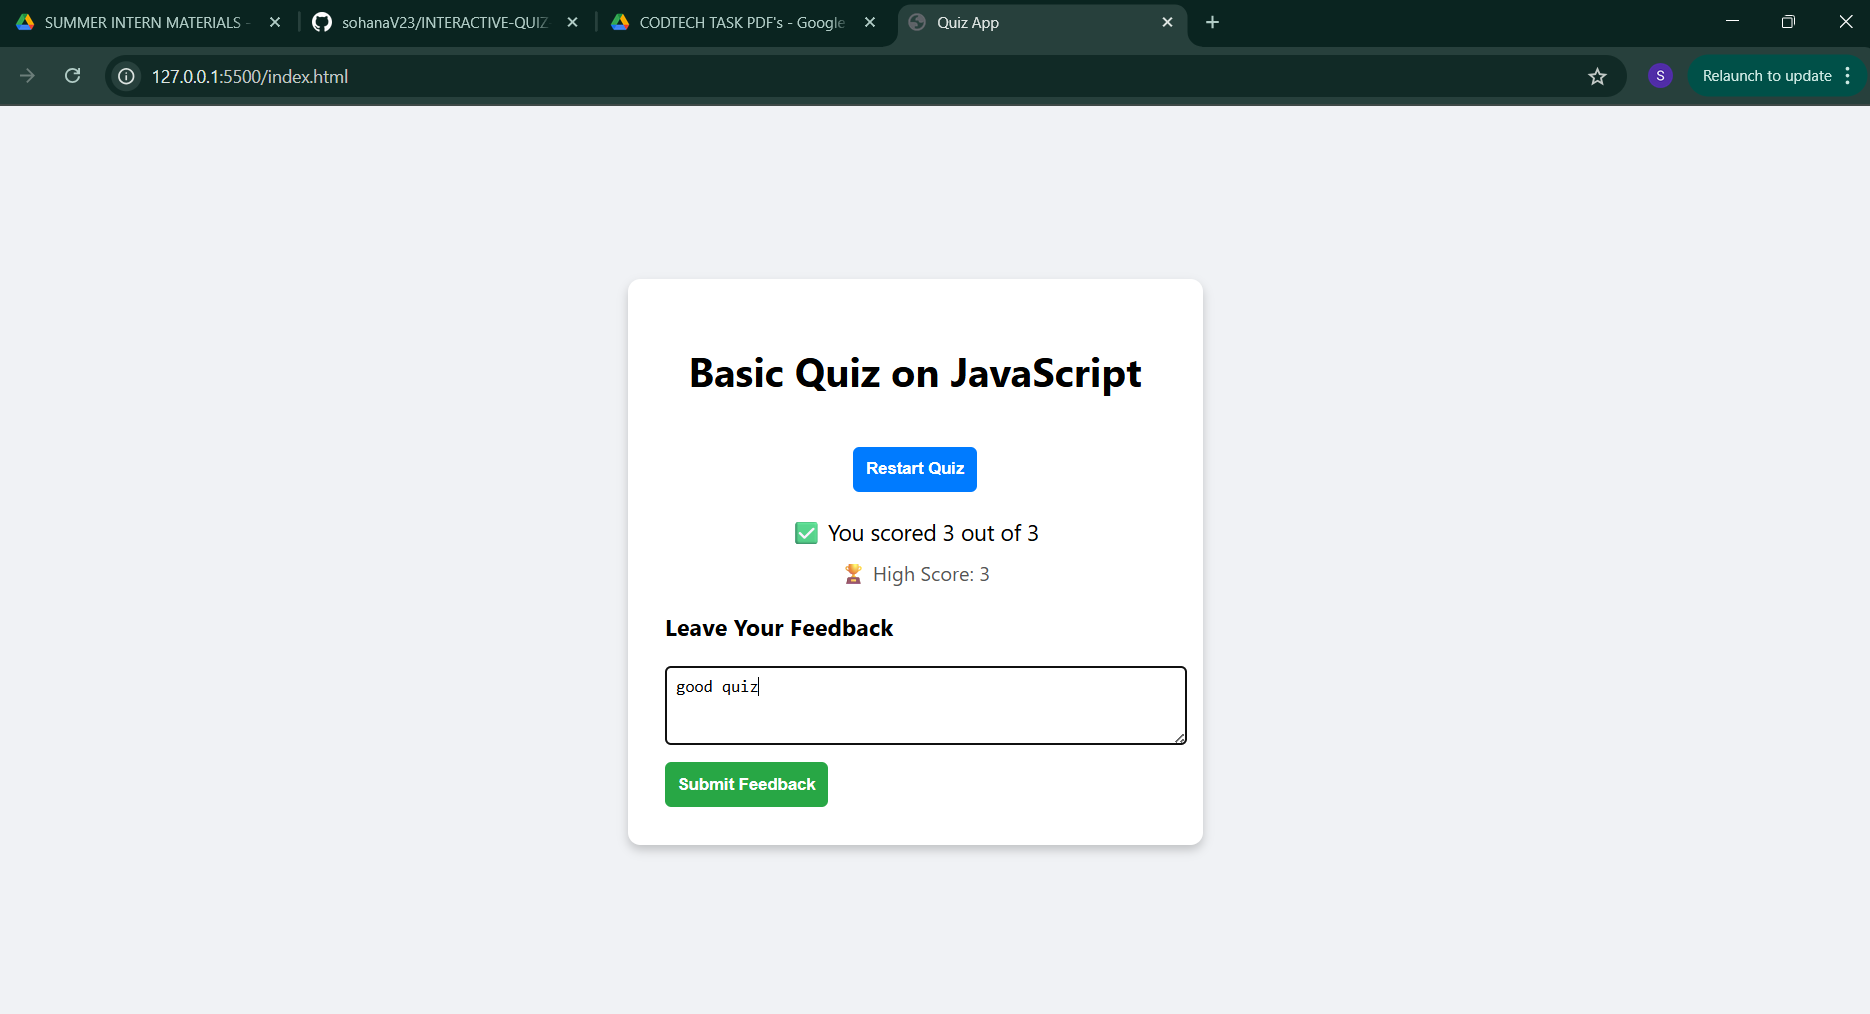 SUMMER INTERN MATERIALS -
sohanaV23/INTERACTIVE-QUIZ
CODTECH TASK PDF's - Google
Quiz App
127.0.0.1:5500/index.html
S
Relaunch to update
Basic Quiz on JavaScript
Restart Quiz
✅ You scored 3 out of 3
🏆 High Score: 3
Leave Your Feedback
good quiz
Submit Feedback